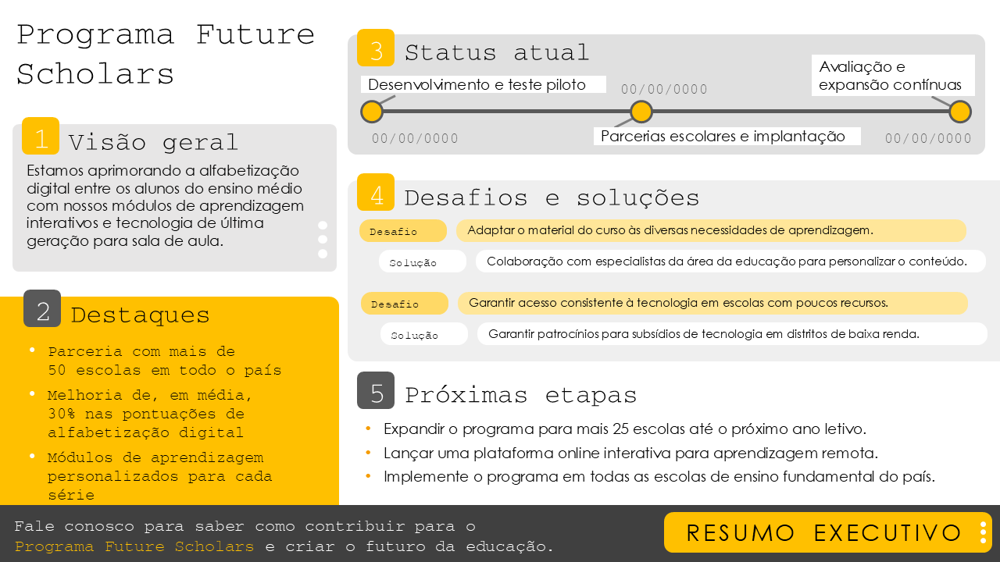 Programa Future
Scholars
1
Visão geral
Estamos aprimorando a alfabetização
digital entre os alunos do ensino médio
com nossos módulos de aprendizagem
interativos e tecnologia de última
geração para sala de aula.
2
Destaques
• Parceria com mais de
50 escolas em todo o país
• Melhoria de, em média,
30% nas pontuações de
alfabetização digital
• Módulos de aprendizagem
personalizados para cada
série
3
Status atual
Desenvolvimento e teste piloto
00/00/0000
Avaliação e
expansão contínuas
00/00/0000
Parcerias escolares e implantação
00/00/0000
4
Desafios e soluções
Desafio
Adaptar o material do curso às diversas necessidades de aprendizagem.
Solução
Colaboração com especialistas da área da educação para personalizar o conteúdo.
Desafio
Garantir acesso consistente à tecnologia em escolas com poucos recursos.
Solução
Garantir patrocínios para subsídios de tecnologia em distritos de baixa renda.
5
Próximas etapas
• Expandir o programa para mais 25 escolas até o próximo ano letivo.
• Lançar uma plataforma online interativa para aprendizagem remota.
• Implemente o programa em todas as escolas de ensino fundamental do país.
Fale conosco para saber como contribuir para o
Programa Future Scholars e criar o futuro da educação.
RESUMO EXECUTIVO